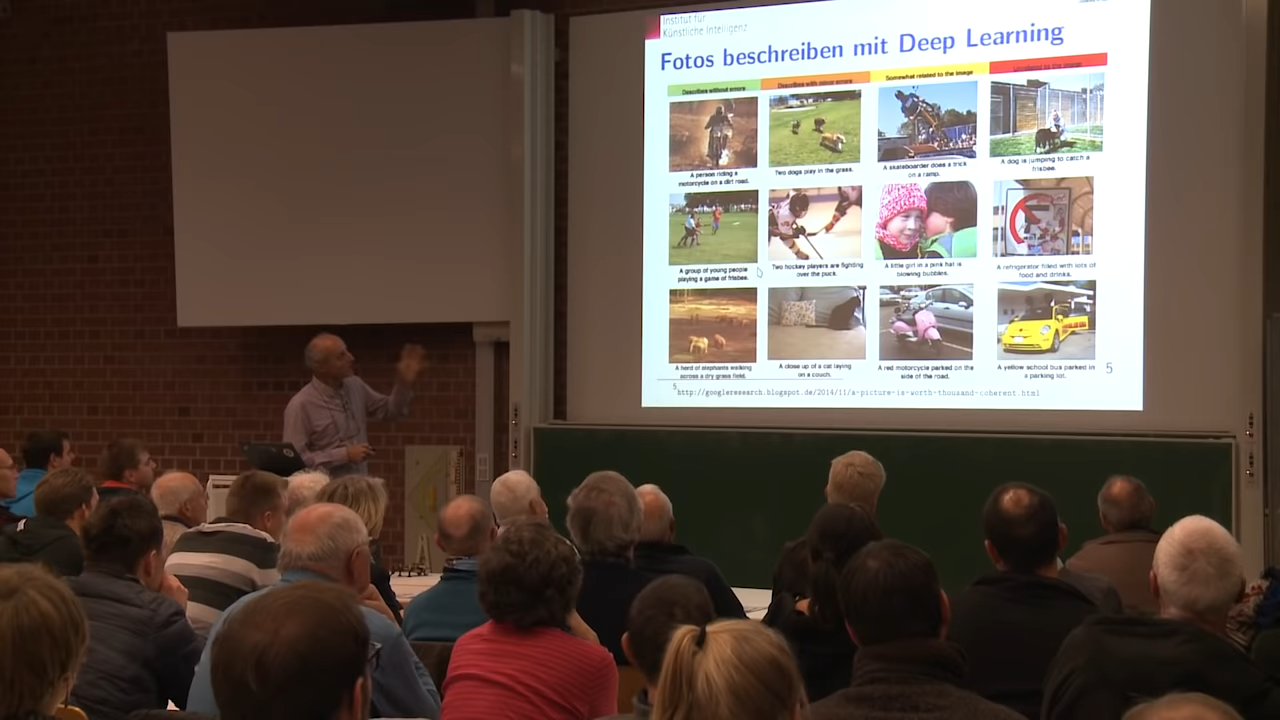 Institut für
Künstliche Intelligenz
Fotos beschreiben mit Deep Learning
Describes without errors
Describes with minor errors
Somewhat related to the image
Unrelated to the image
A person riding a
motorcycle on a dirt road.
Two dogs play in the grass.
A skateboarder does a trick
on a ramp.
A dog is jumping to catch a
frisbee.
A group of young people
playing a game of frisbee.
Two hockey players are fighting
over the puck.
A little girl in a pink hat is
blowing bubbles.
A refrigerator filled with lots of
food and drinks.
A herd of elephants walking
across a dry grass field.
A close up of a cat laying
on a couch.
A red motorcycle parked on the
side of the road.
A yellow school bus parked in
a parking lot.
5
5
http://googleresearch.blogspot.de/2014/11/a-picture-is-worth-thousand-coherent.html